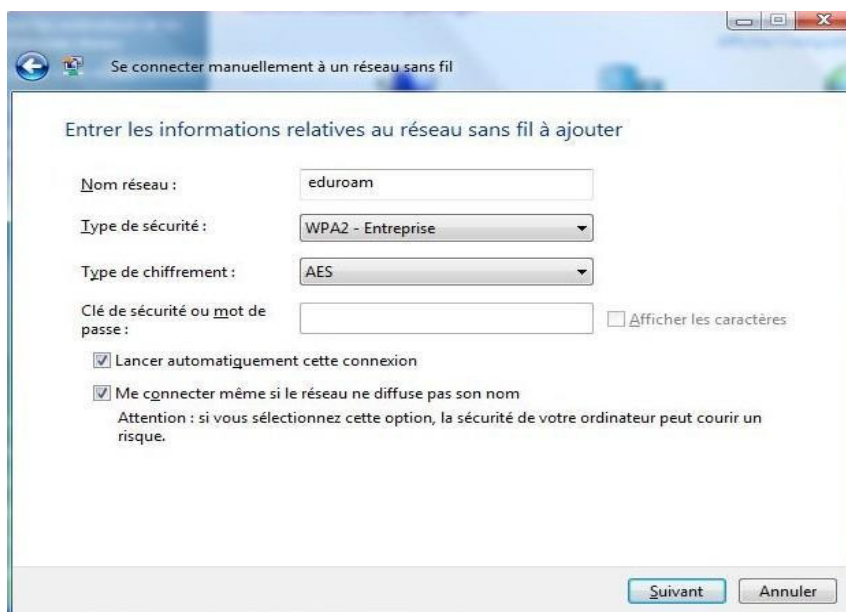 Se connecter manuellement à un réseau sans fil
Entrer les informations relatives au réseau sans fil à ajouter
Nom réseau : eduroam
Type de sécurité : WPA2 - Entreprise
Type de chiffrement : AES
Clé de sécurité ou mot de
passe :
Afficher les caractères
Lancer automatiquement cette connexion
Me connecter même si le réseau ne diffuse pas son nom
Attention : si vous sélectionnez cette option, la sécurité de votre ordinateur peut courir un
risque.
Suivant Annuler